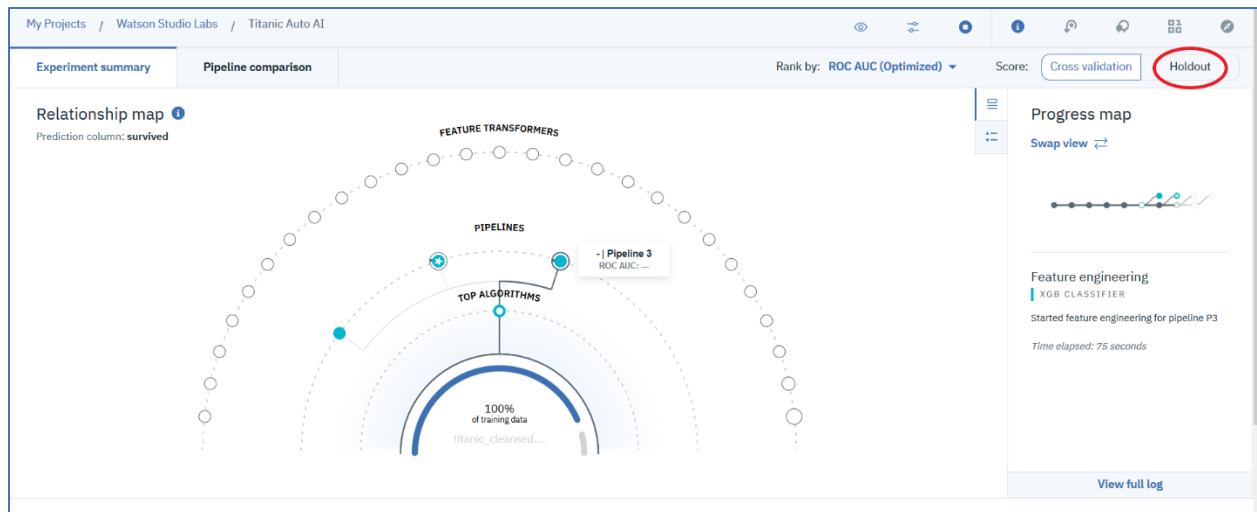 My Projects / Watson Studio Labs / Titanic Auto AI
Experiment summary
Pipeline comparison
Rank by: ROC AUC (Optimized)
Score: Cross validation Holdout
Relationship map
Prediction column: survived
FEATURE TRANSFORMERS
PIPELINES
- | Pipeline 3
ROC AUC: —
TOP ALGORITHMS
100%
of training data
titanic_cleansed....
Progress map
Swap view
Feature engineering
XGB CLASSIFIER
Started feature engineering for pipeline P3
Time elapsed: 75 seconds
View full log